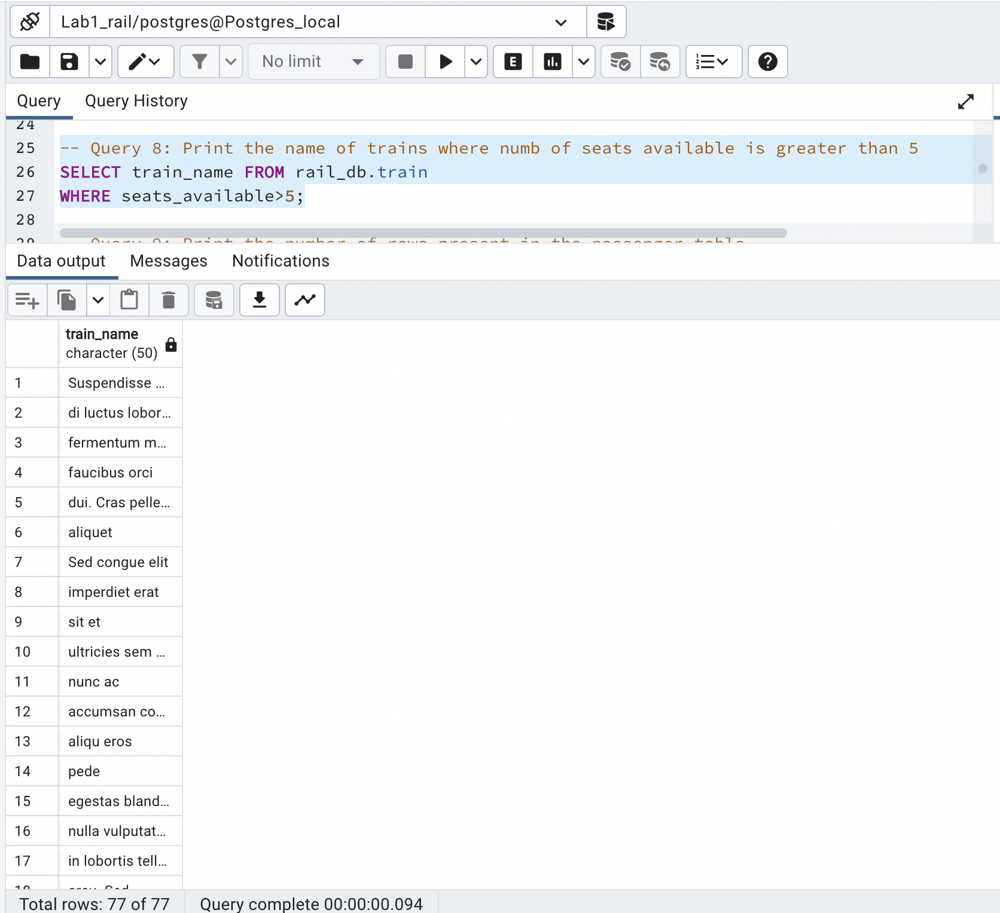 Lab1_rail/postgres@Postgres_local
No limit
E
Query Query History
24
25 -- Query 8: Print the name of trains where numb of seats available is greater than 5
26 SELECT train_name FROM rail_db.train
27 WHERE seats_available>5;
28
29 Query 9: Print the number of rows present in the passenger table
Data output Messages Notifications
train_name
character (50)
1 Suspendisse ...
2 di luctus lobor...
3 fermentum m...
4 faucibus orci
5 dui. Cras pelle...
6 aliquet
7 Sed congue elit
8 imperdiet erat
9 sit et
10 ultricies sem ...
11 nunc ac
12 accumsan co...
13 aliqu eros
14 pede
15 egestas bland...
16 nulla vulputat...
17 in lobortis tell...
18 arcu. Sed
Total rows: 77 of 77 Query complete 00:00:00.094